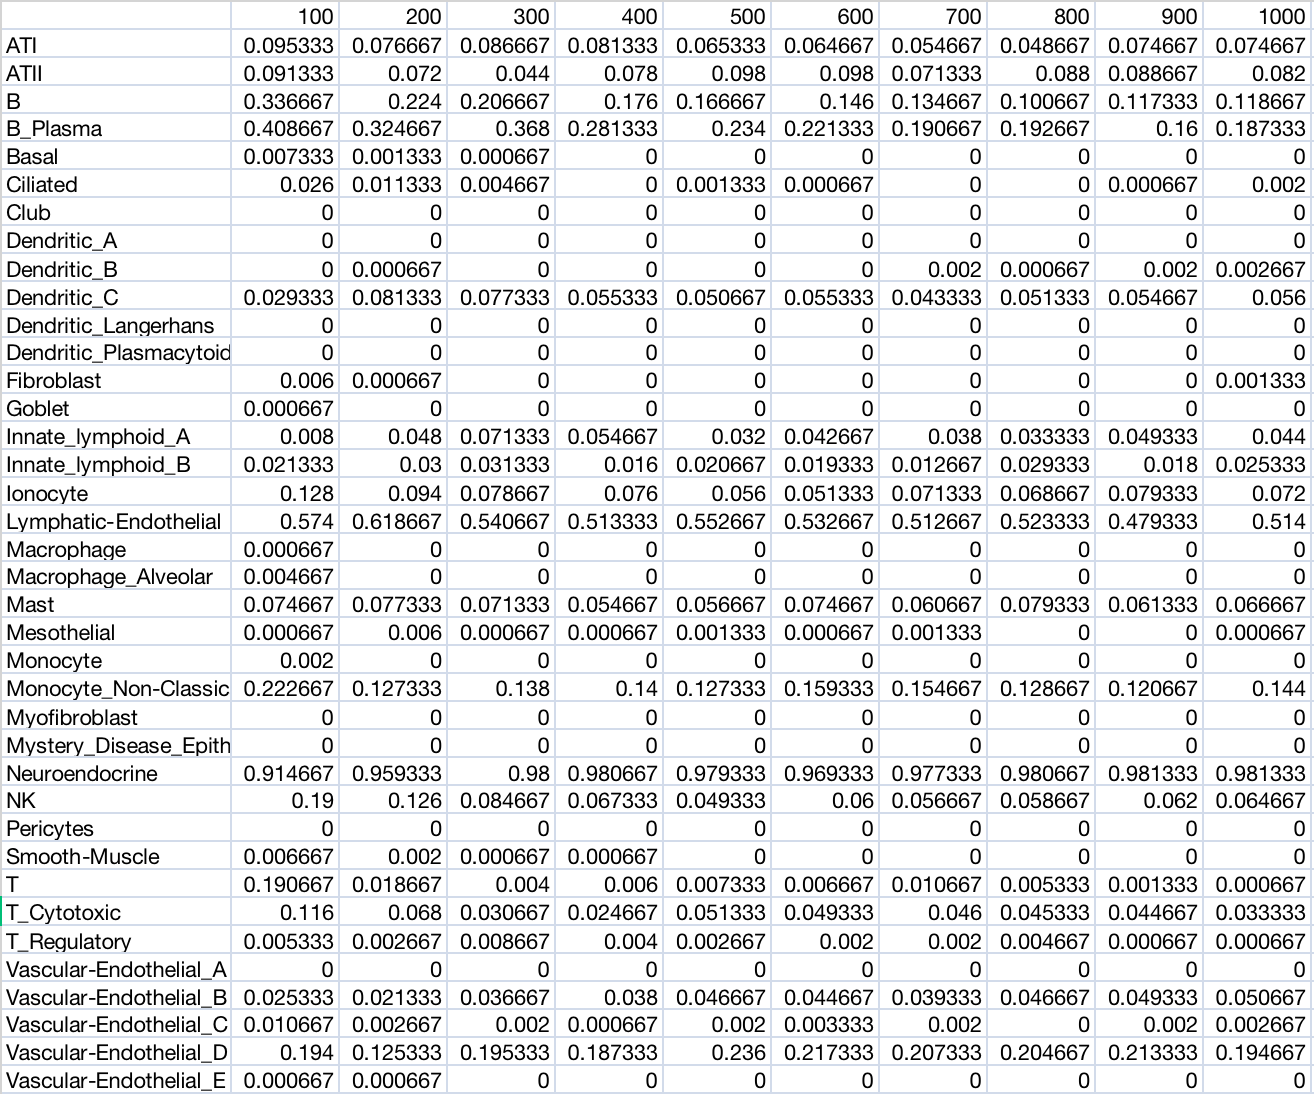 100 200 300 400 500 600 700 800 900 1000
ATI 0.095333 0.076667 0.086667 0.081333 0.065333 0.064667 0.054667 0.048667 0.074667 0.074667
ATII 0.091333 0.072 0.044 0.078 0.098 0.098 0.071333 0.088 0.088667 0.082
B 0.336667 0.224 0.206667 0.176 0.166667 0.146 0.134667 0.100667 0.117333 0.118667
B_Plasma 0.408667 0.324667 0.368 0.281333 0.234 0.221333 0.190667 0.192667 0.16 0.187333
Basal 0.007333 0.001333 0.000667 0 0 0 0 0 0 0
Ciliated 0.026 0.011333 0.004667 0 0.001333 0.000667 0 0 0.000667 0.002
Club 0 0 0 0 0 0 0 0 0 0
Dendritic_A 0 0 0 0 0 0 0 0 0 0
Dendritic_B 0 0.000667 0 0 0 0 0.002 0.000667 0.002 0.002667
Dendritic_C 0.029333 0.081333 0.077333 0.055333 0.050667 0.055333 0.043333 0.051333 0.054667 0.056
Dendritic_Langerhans 0 0 0 0 0 0 0 0 0 0
Dendritic_Plasmacytoid 0 0 0 0 0 0 0 0 0 0
Fibroblast 0.006 0.000667 0 0 0 0 0 0 0 0.001333
Goblet 0.000667 0 0 0 0 0 0 0 0 0
Innate_lymphoid_A 0.008 0.048 0.071333 0.054667 0.032 0.042667 0.038 0.033333 0.049333 0.044
Innate_lymphoid_B 0.021333 0.03 0.031333 0.016 0.020667 0.019333 0.012667 0.029333 0.018 0.025333
Ionocyte 0.128 0.094 0.078667 0.076 0.056 0.051333 0.071333 0.068667 0.079333 0.072
Lymphatic-Endothelial 0.574 0.618667 0.540667 0.513333 0.552667 0.532667 0.512667 0.523333 0.479333 0.514
Macrophage 0.000667 0 0 0 0 0 0 0 0 0
Macrophage_Alveolar 0.004667 0 0 0 0 0 0 0 0 0
Mast 0.074667 0.077333 0.071333 0.054667 0.056667 0.074667 0.060667 0.079333 0.061333 0.066667
Mesothelial 0.000667 0.006 0.000667 0.000667 0.001333 0.000667 0.001333 0 0 0.000667
Monocyte 0.002 0 0 0 0 0 0 0 0 0
Monocyte_Non-Classic 0.222667 0.127333 0.138 0.14 0.127333 0.159333 0.154667 0.128667 0.120667 0.144
Myofibroblast 0 0 0 0 0 0 0 0 0 0
Mystery_Disease_Epith 0 0 0 0 0 0 0 0 0 0
Neuroendocrine 0.914667 0.959333 0.98 0.980667 0.979333 0.969333 0.977333 0.980667 0.981333 0.981333
NK 0.19 0.126 0.084667 0.067333 0.049333 0.06 0.056667 0.058667 0.062 0.064667
Pericytes 0 0 0 0 0 0 0 0 0 0
Smooth-Muscle 0.006667 0.002 0.000667 0.000667 0 0 0 0 0 0
T 0.190667 0.018667 0.004 0.006 0.007333 0.006667 0.010667 0.005333 0.001333 0.000667
T_Cytotoxic 0.116 0.068 0.030667 0.024667 0.051333 0.049333 0.046 0.045333 0.044667 0.033333
T_Regulatory 0.005333 0.002667 0.008667 0.004 0.002667 0.002 0.002 0.004667 0.000667 0.000667
Vascular-Endothelial_A 0 0 0 0 0 0 0 0 0 0
Vascular-Endothelial_B 0.025333 0.021333 0.036667 0.038 0.046667 0.044667 0.039333 0.046667 0.049333 0.050667
Vascular-Endothelial_C 0.010667 0.002667 0.002 0.000667 0.002 0.003333 0.002 0 0.002 0.002667
Vascular-Endothelial_D 0.194 0.125333 0.195333 0.187333 0.236 0.217333 0.207333 0.204667 0.213333 0.194667
Vascular-Endothelial_E 0.000667 0.000667 0 0 0 0 0 0 0 0